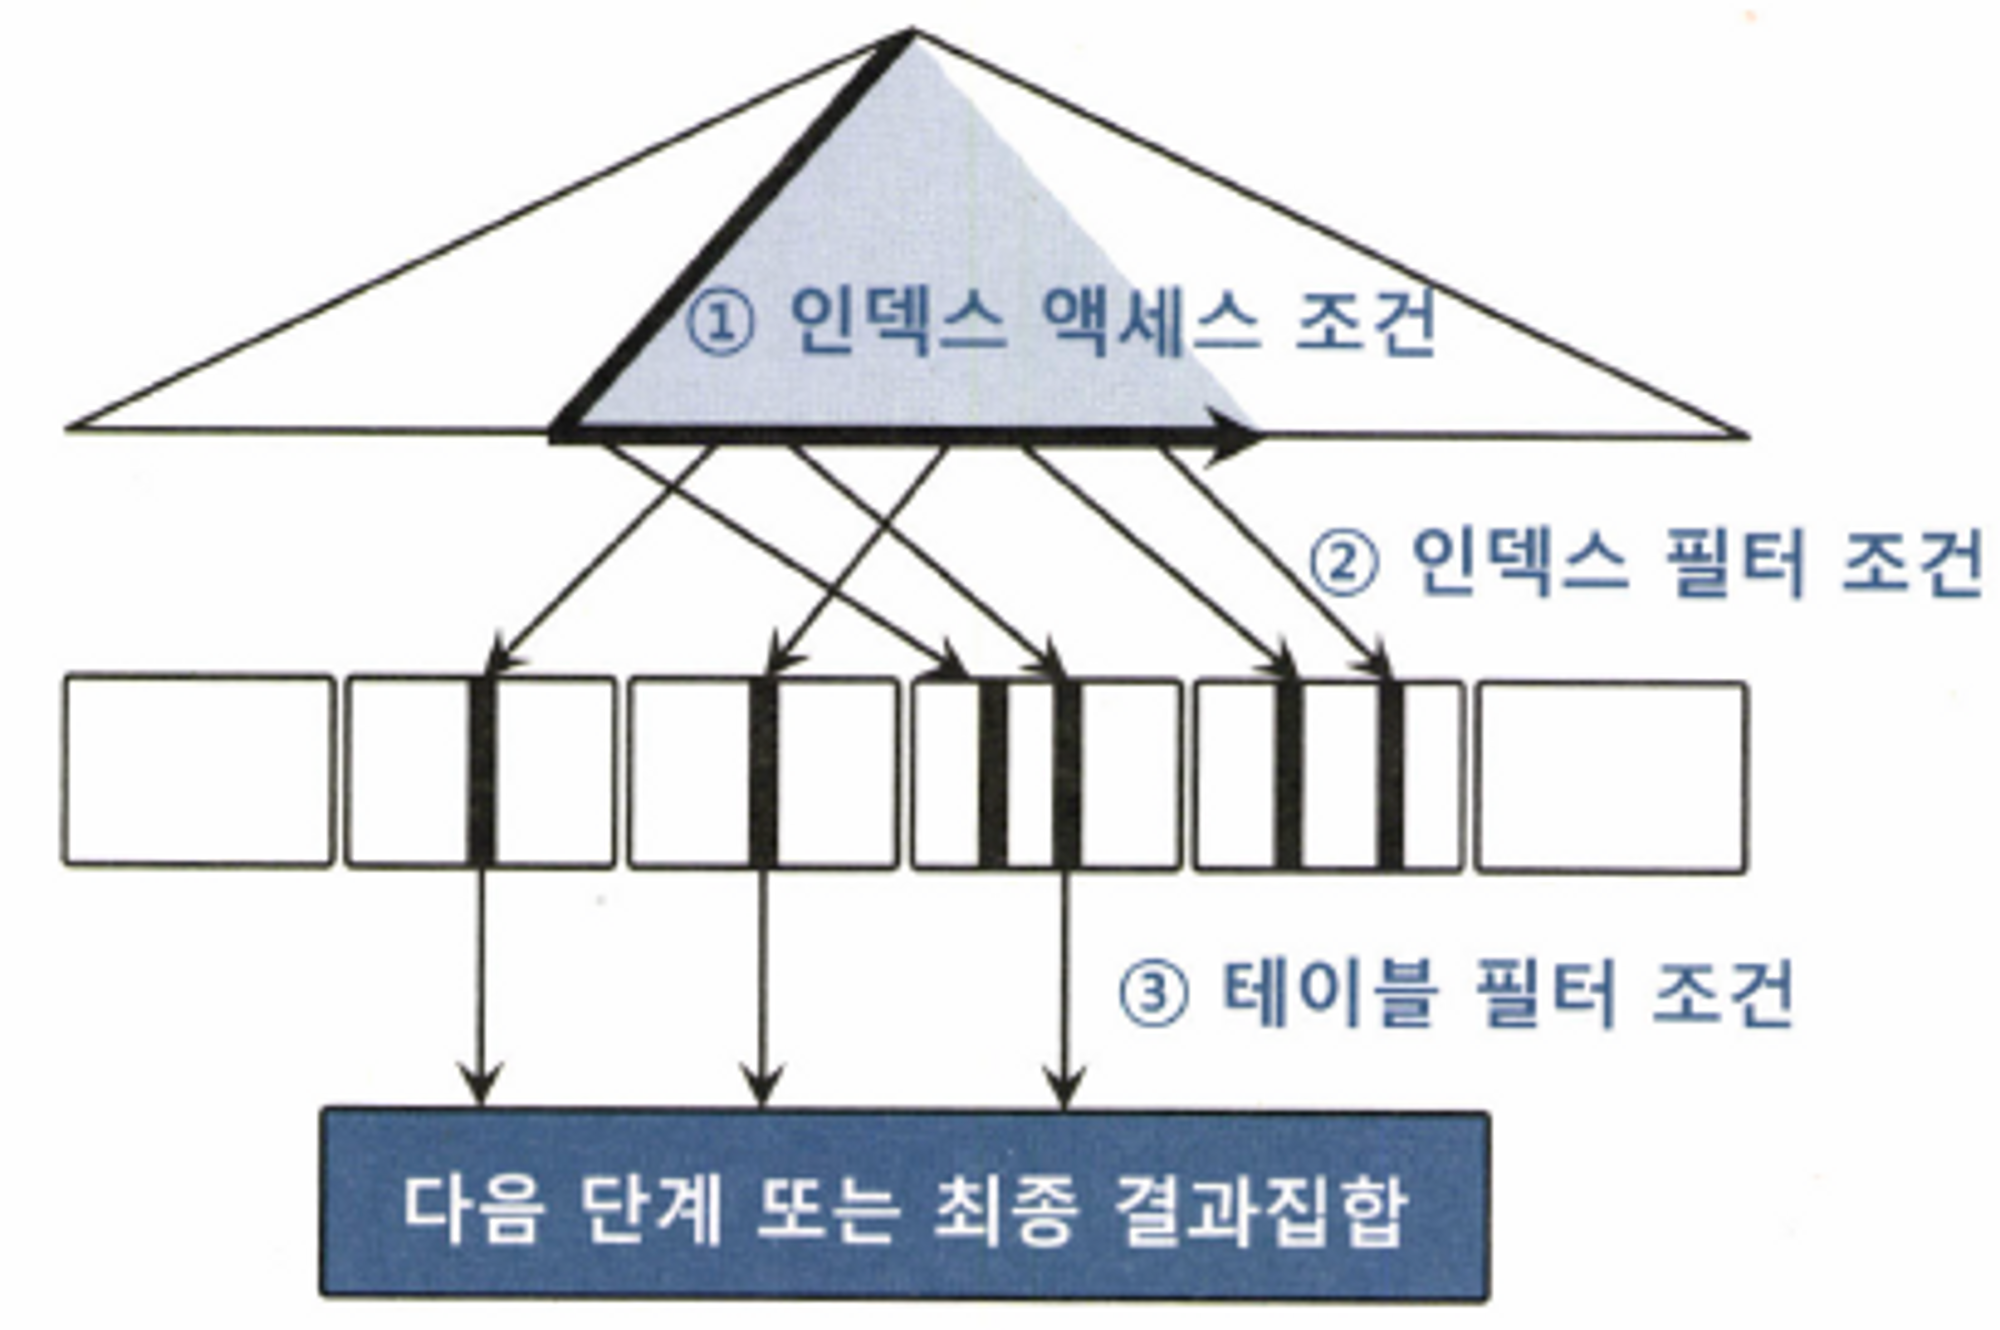 ① 인덱스 액세스 조건
② 인덱스 필터 조건
③ 테이블 필터 조건
다음 단계 또는 최종 결과집합